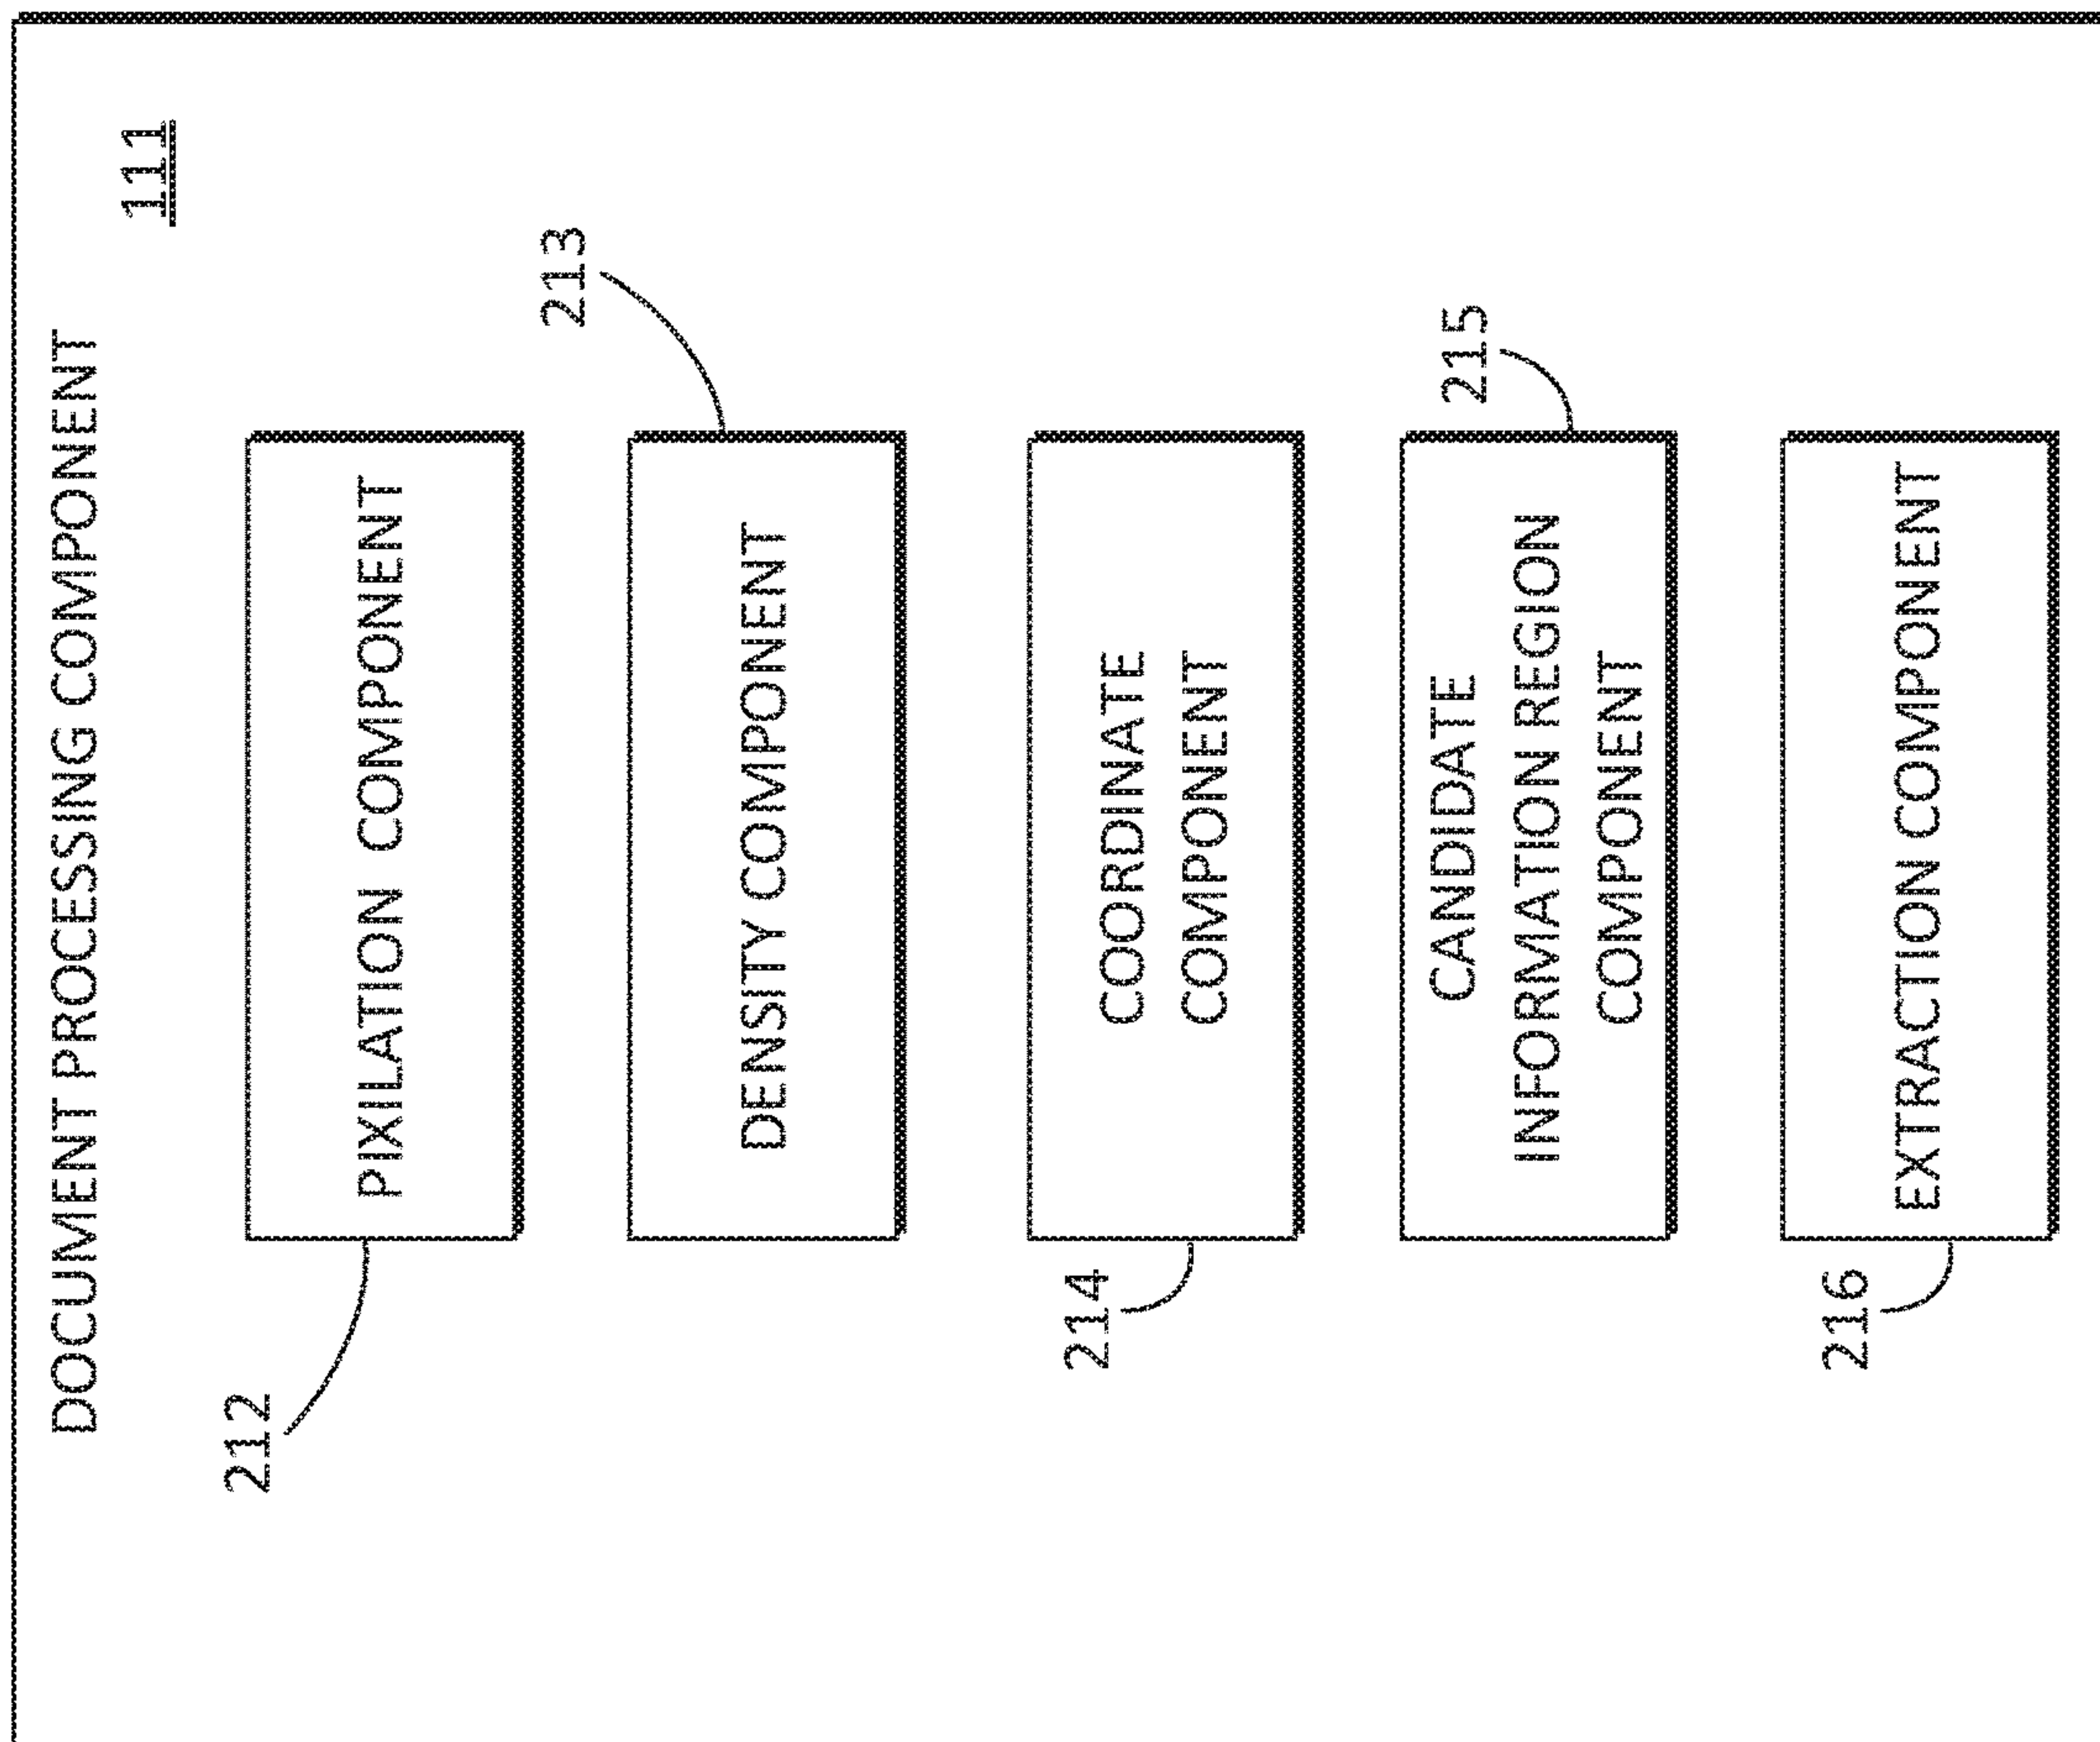 DOCUMENT PROCESSING COMPONENT
111
212
PIXILATION COMPONENT
213
DENSITY COMPONENT
214
COORDINATE
COMPONENT
215
CANDIDATE
INFORMATION REGION
COMPONENT
216
EXTRACTION COMPONENT